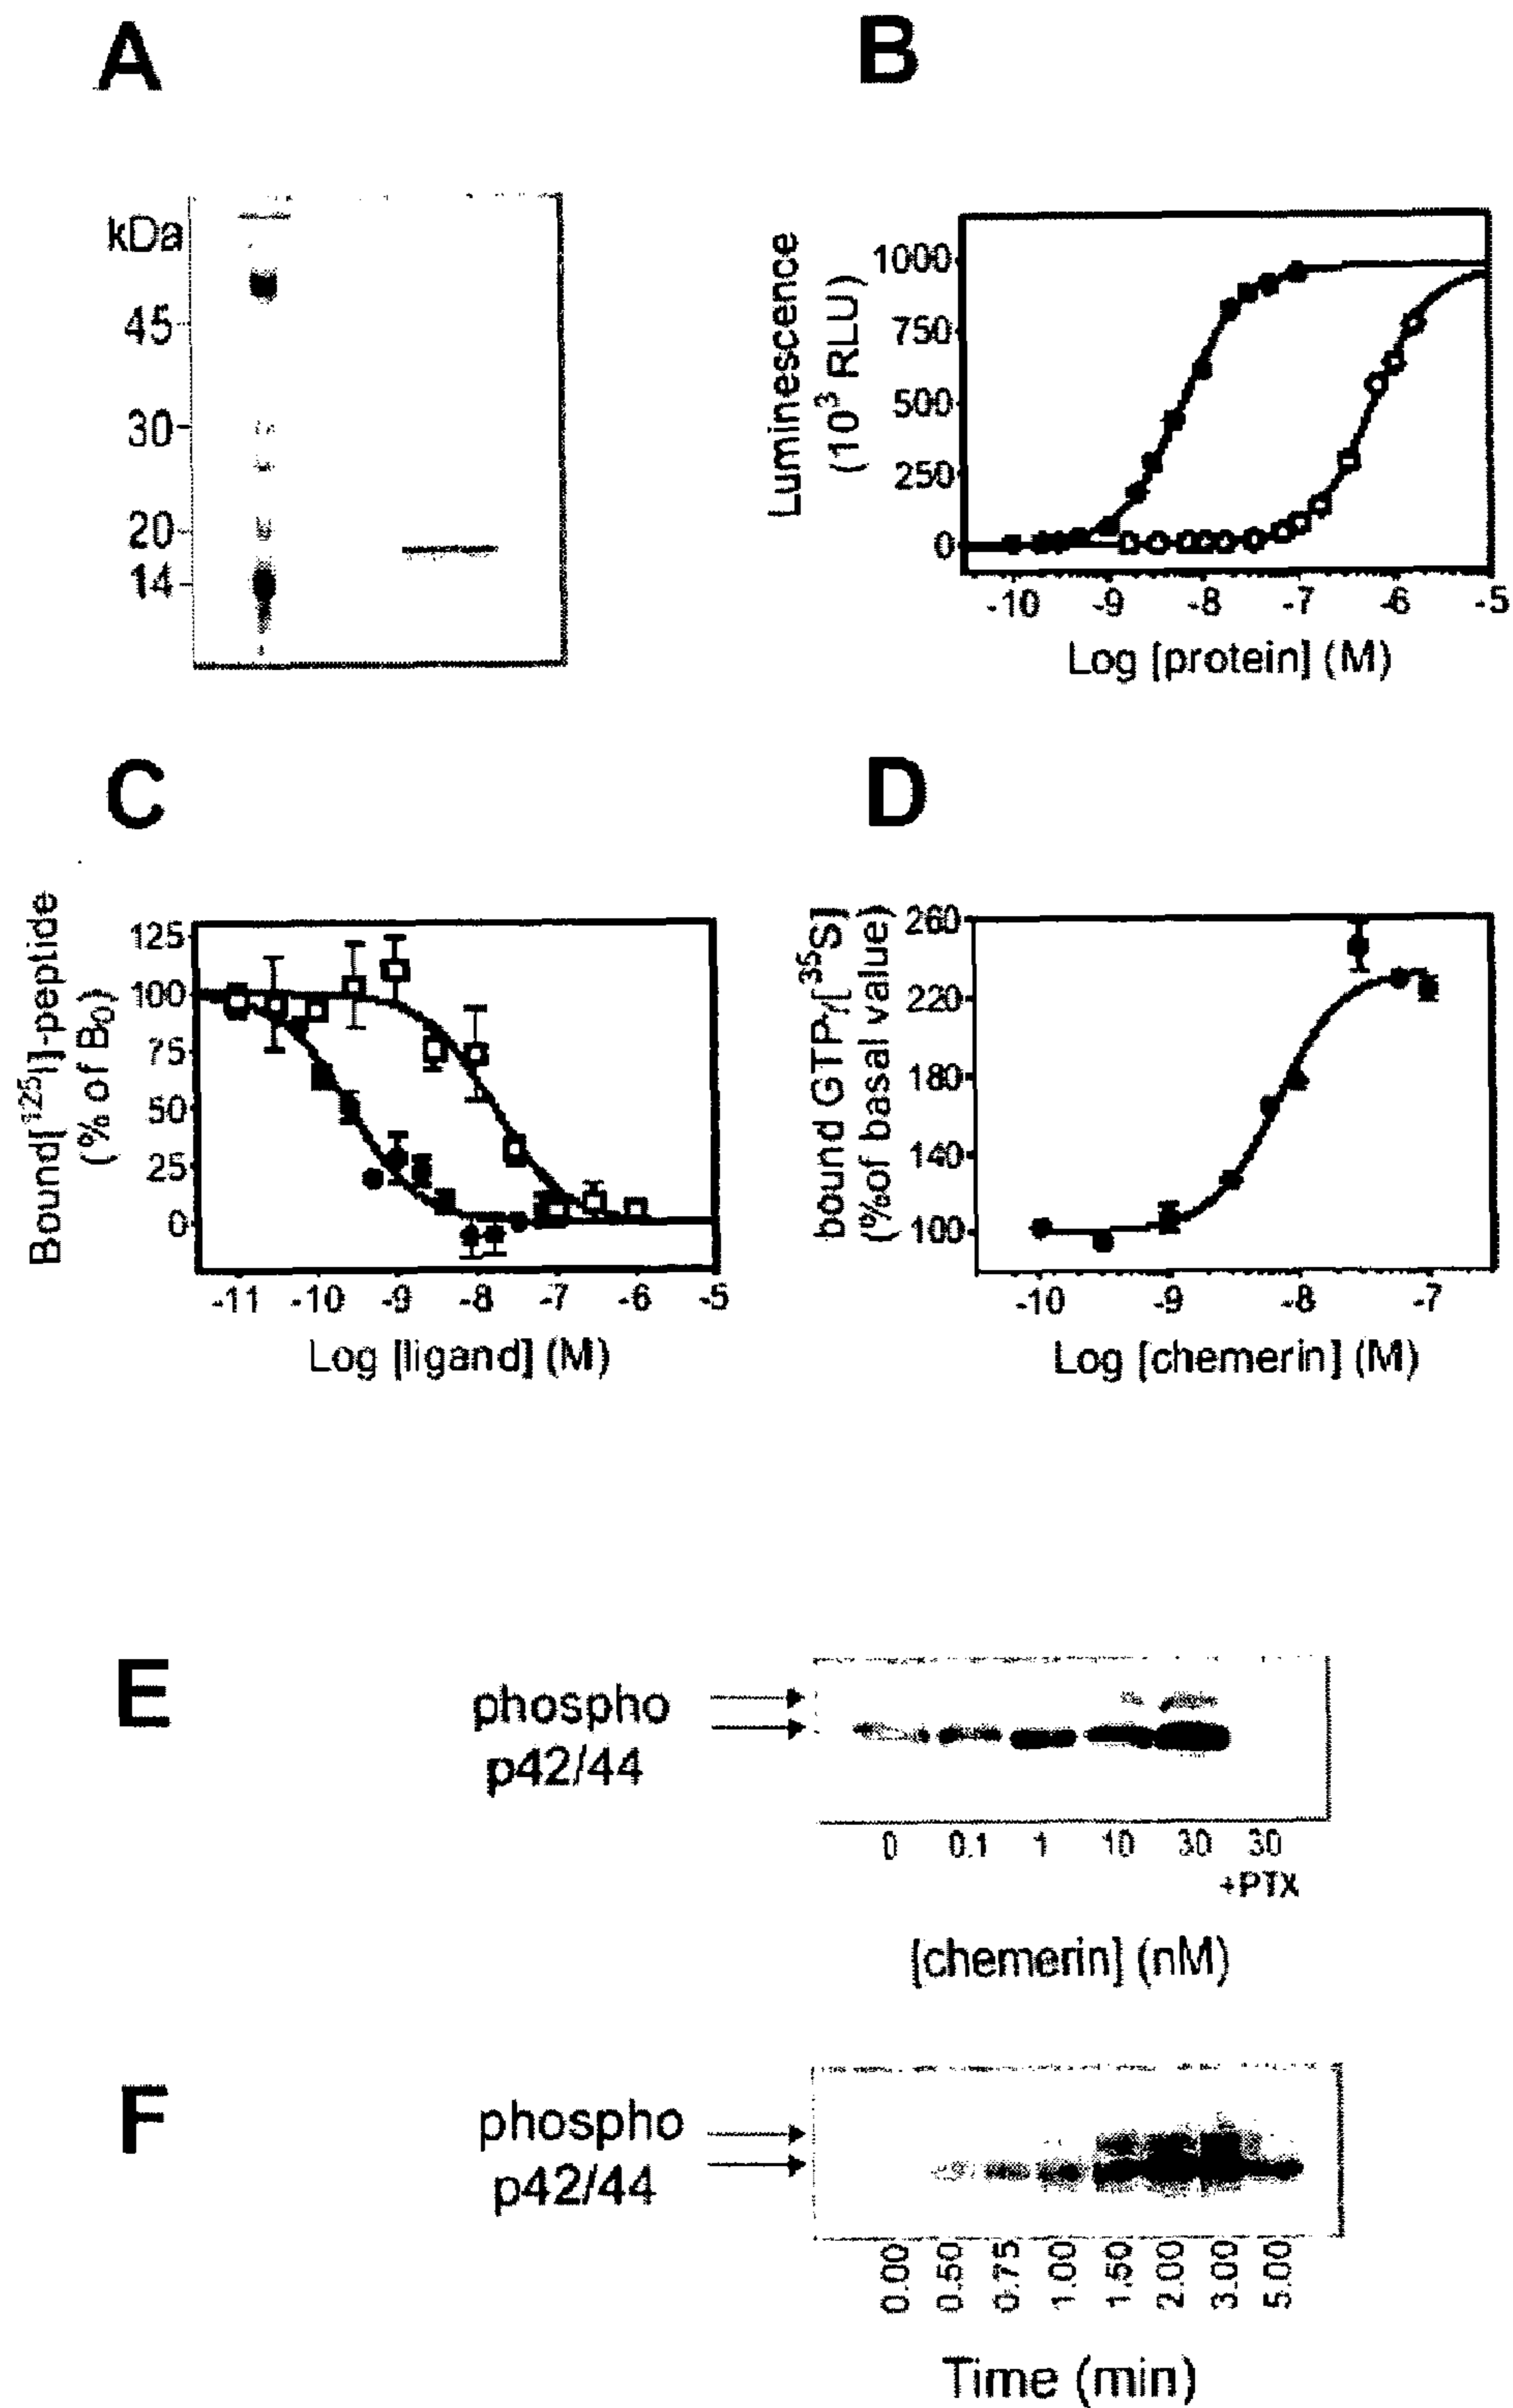 A
kDa
45
30
20
14
B
Luminescence
(10³ RLU)
1000
750
500
250
0
-10 -9 -8 -7 -6 -5
Log [protein] (M)
C
Bound[¹²⁵I]-peptide
(% of B₀)
125
100
75
50
25
0
-11 -10 -9 -8 -7 -6 -5
Log [ligand] (M)
D
bound GTPγ[³⁵S]
(%of basal value)
260
220
180
140
100
-10 -9 -8 -7
Log [chemerin] (M)
E
phospho
p42/44
0 0.1 1 10 30 30
+PTX
[chemerin] (nM)
F
phospho
p42/44
0.00 0.50 0.75 1.00 1.50 2.00 3.00 5.00
Time (min)